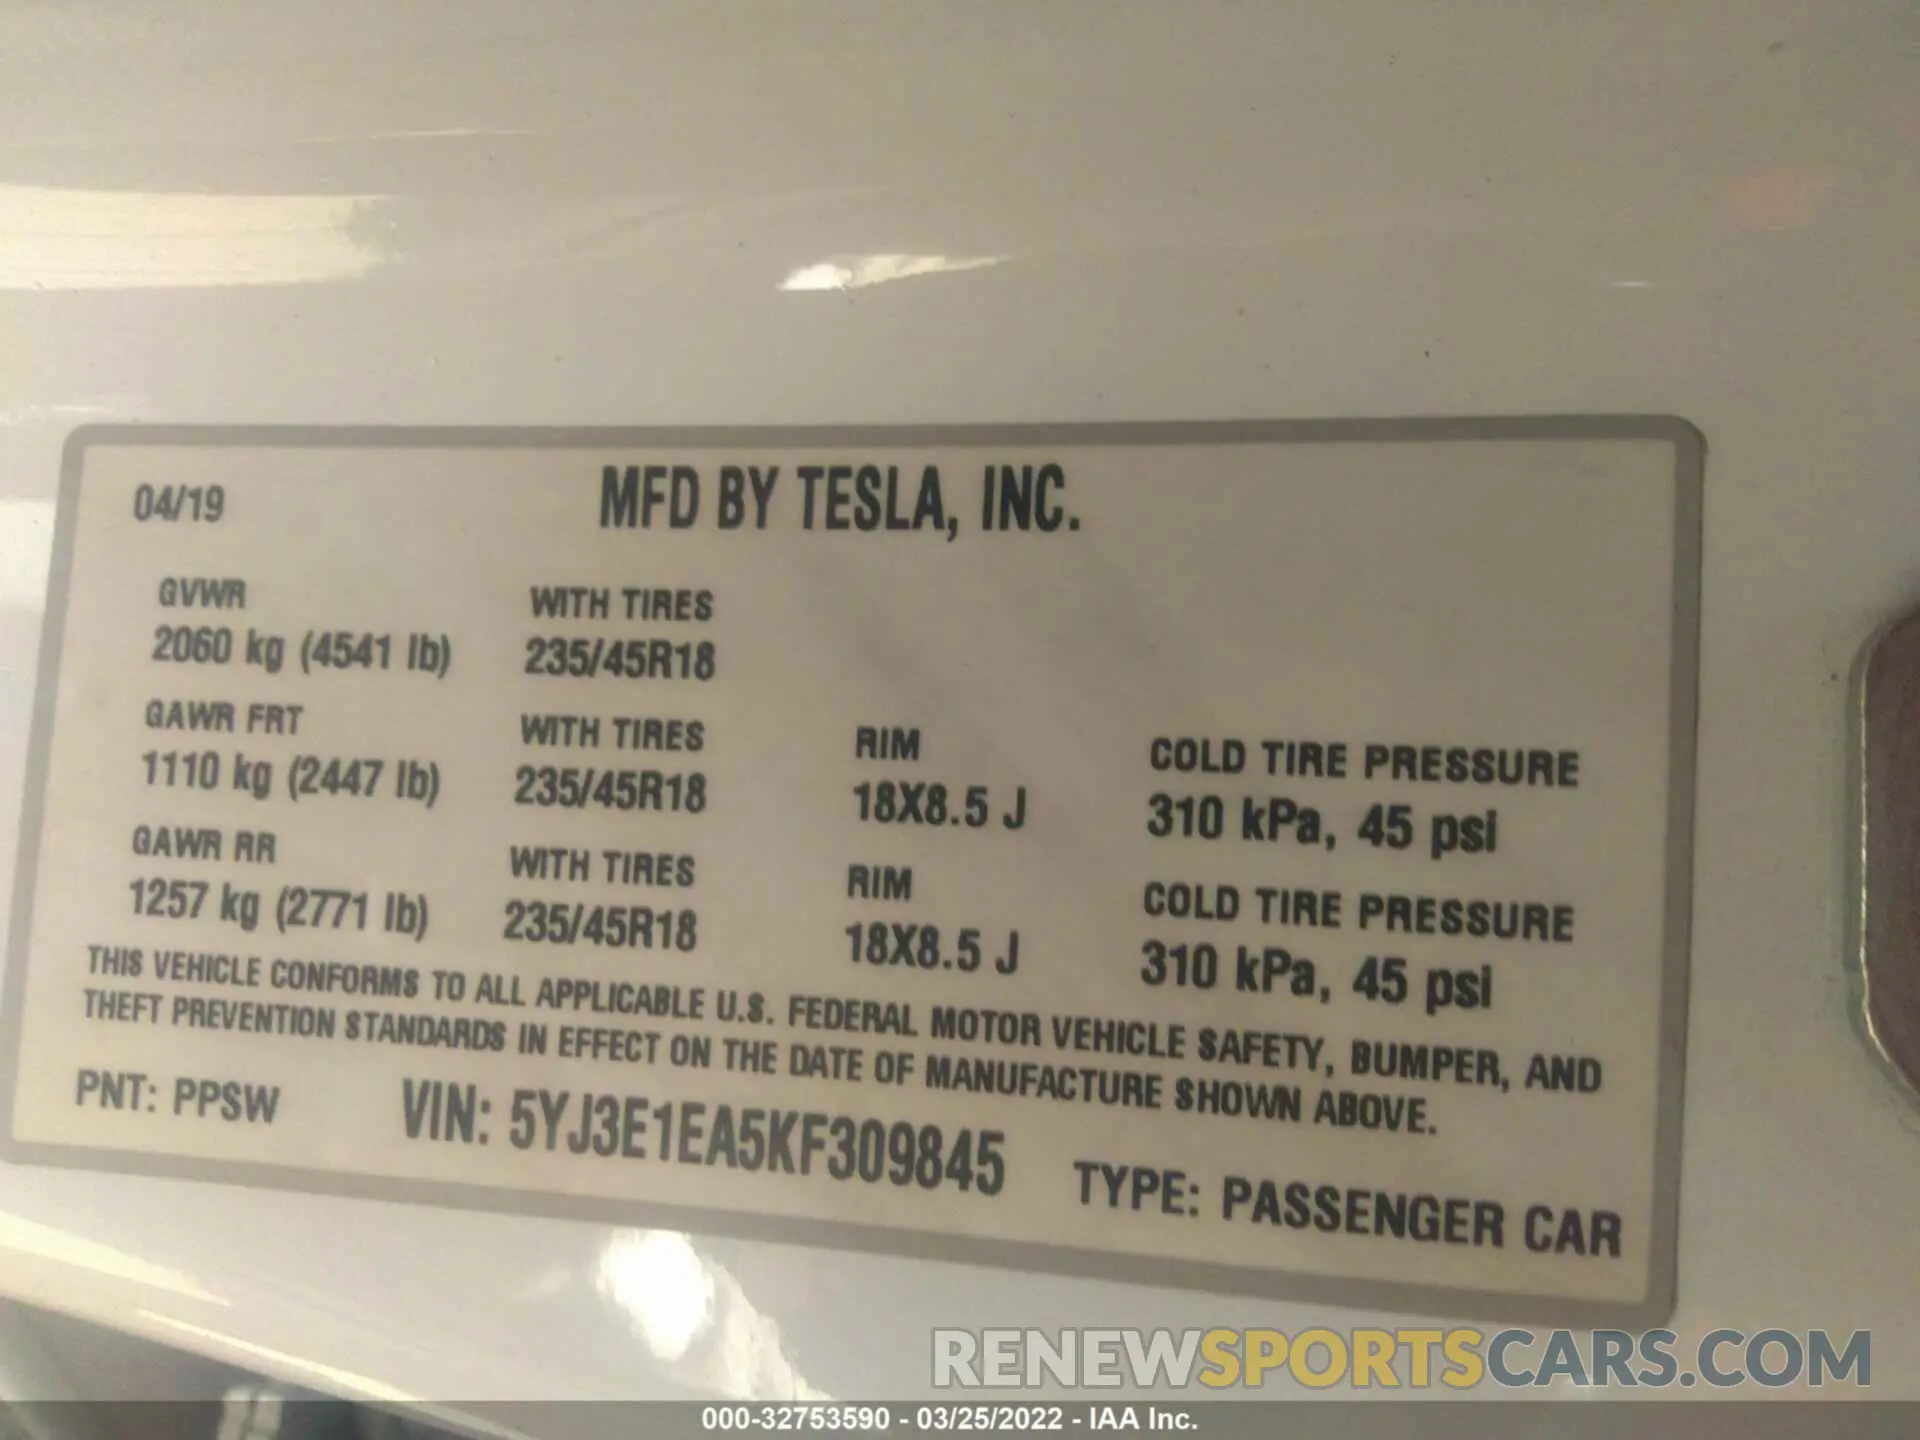 04/19 MFD BY TESLA, INC.
GVWR WITH TIRES
2060 kg (4541 lb) 235/45R18
GAWR FRT WITH TIRES RIM COLD TIRE PRESSURE
1110 kg (2447 lb) 235/45R18 18X8.5 J 310 kPa, 45 psi
GAWR RR WITH TIRES RIM COLD TIRE PRESSURE
1257 kg (2771 lb) 235/45R18 18X8.5 J 310 kPa, 45 psi
THIS VEHICLE CONFORMS TO ALL APPLICABLE U.S. FEDERAL MOTOR VEHICLE SAFETY, BUMPER, AND
THEFT PREVENTION STANDARDS IN EFFECT ON THE DATE OF MANUFACTURE SHOWN ABOVE.
PNT: PPSW VIN: 5YJ3E1EA5KF309845 TYPE: PASSENGER CAR
RENEWSPORTSCARS.COM
000-32753590 - 03/25/2022 - IAA Inc.